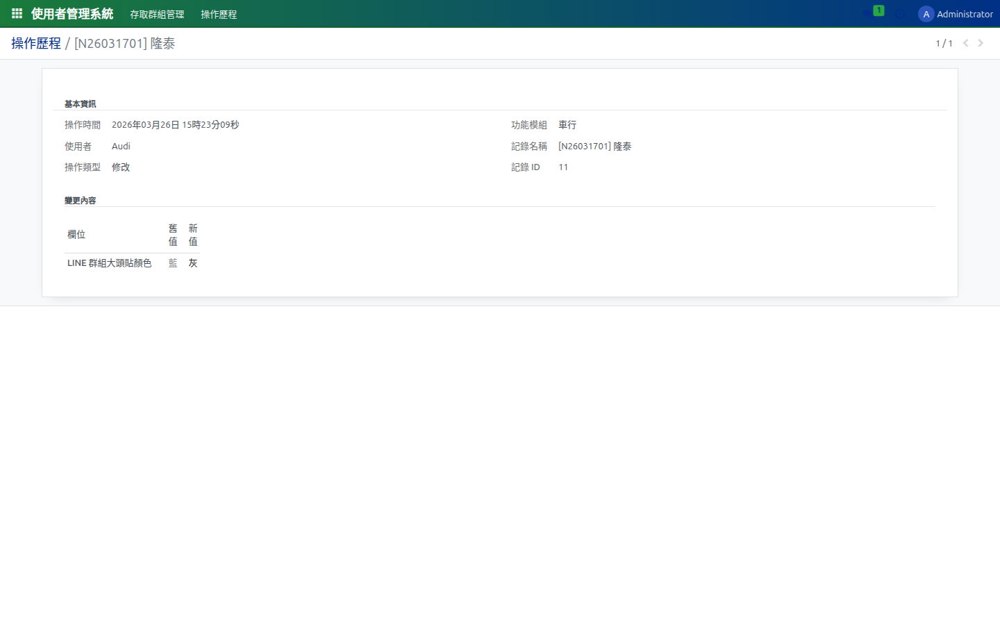 使用者管理系統 存取群組管理 操作歷程 1 A Administrator
操作歷程 / [N26031701] 隆泰 1 / 1
基本資訊
操作時間 2026年03月26日 15時23分09秒 功能模組 車行
使用者 Audi 記錄名稱 [N26031701] 隆泰
操作類型 修改 記錄 ID 11
變更內容
欄位 舊值 新值
LINE 群組大頭貼顏色 藍 灰